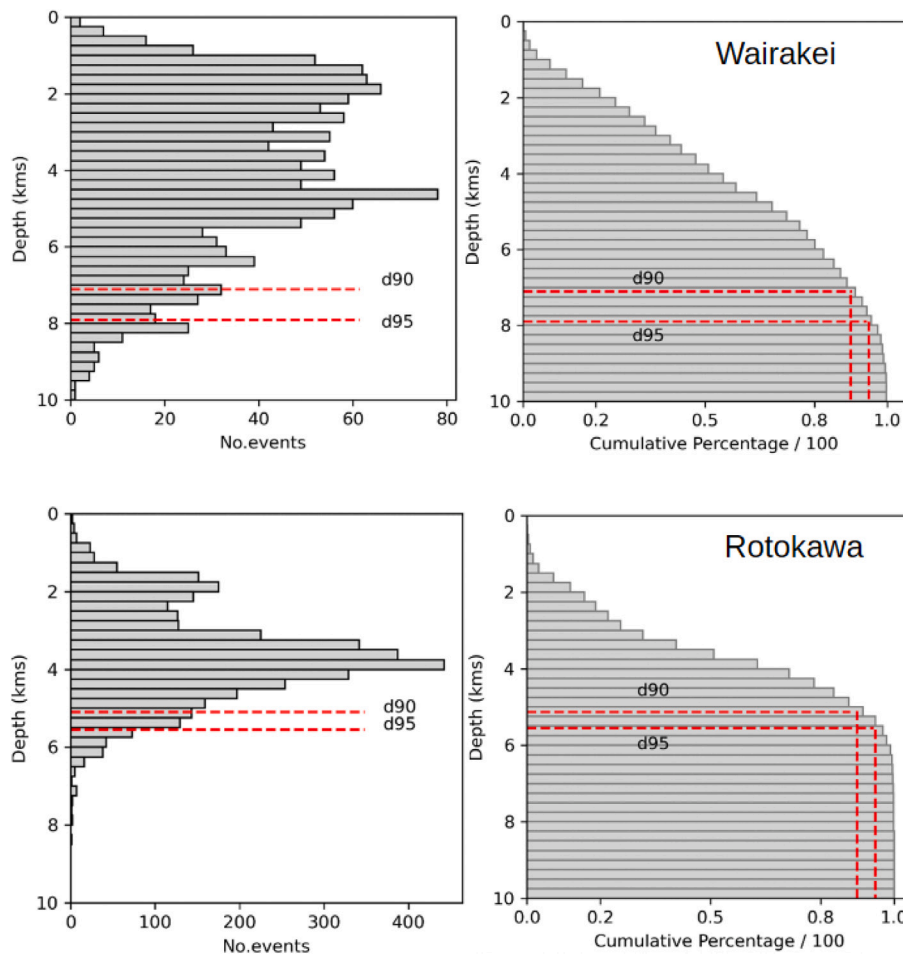 0
2
4
6
8
10
Depth (kms)
d90
d95
0
20
40
60
80
No.events
Wairakei
0
2
4
6
8
10
Depth (kms)
d90
d95
0.0
0.2
0.5
0.8
1.0
Cumulative Percentage / 100
0
2
4
6
8
10
Depth (kms)
d90
d95
0
100
200
300
400
No.events
Rotokawa
0
2
4
6
8
10
Depth (kms)
d90
d95
0.0
0.2
0.5
0.8
1.0
Cumulative Percentage / 100